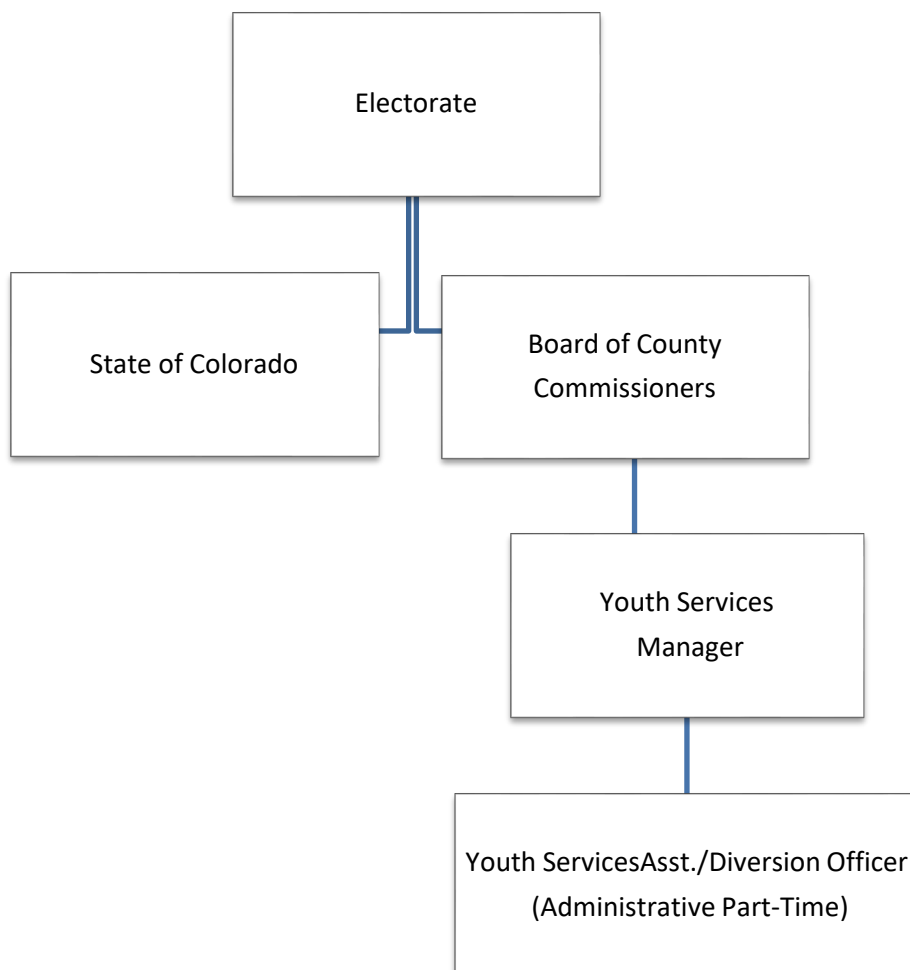 Electorate
State of Colorado
Board of County
Commissioners
Youth Services
Manager
Youth ServicesAsst./Diversion Officer
(Administrative Part-Time)